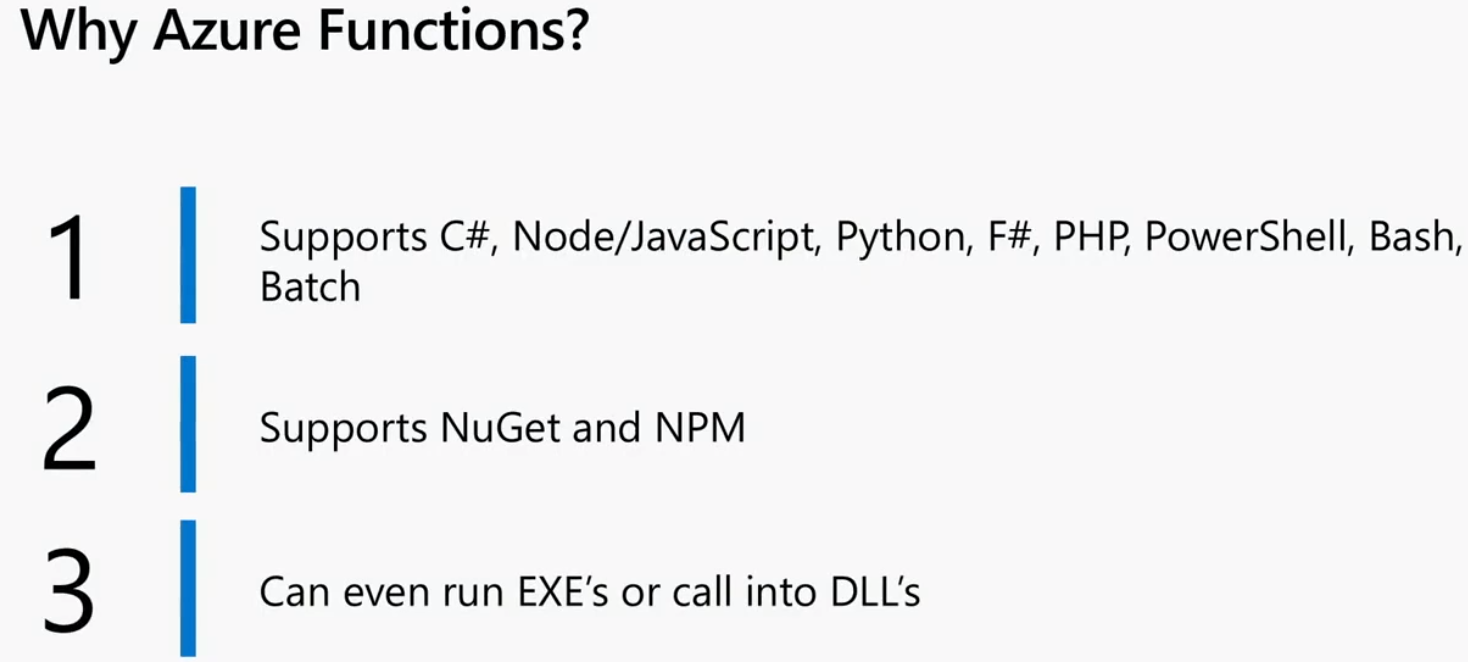 Why Azure Functions?
1
Supports C#, Node/JavaScript, Python, F#, PHP, PowerShell, Bash,
Batch
2
Supports NuGet and NPM
3
Can even run EXE’s or call into DLL’s